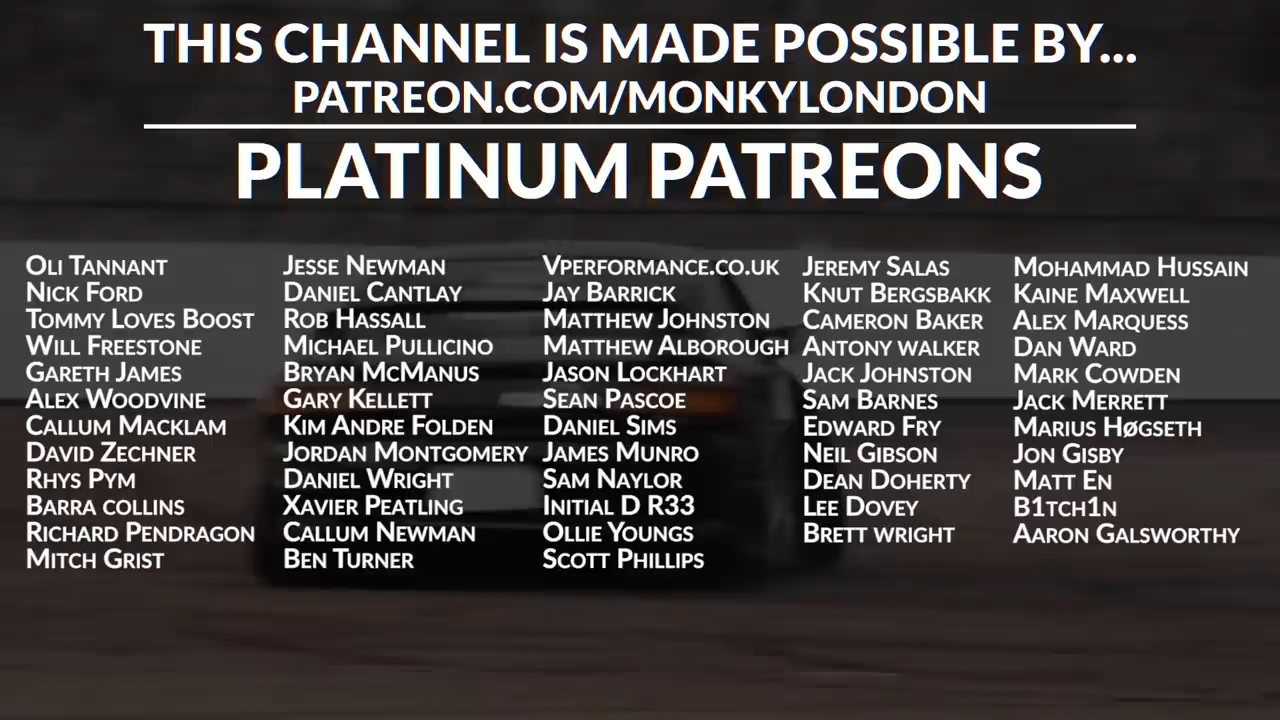 THIS CHANNEL IS MADE POSSIBLE BY...
PATREON.COM/MONKYLONDON
PLATINUM PATREONS
OLI TANNANT
NICK FORD
TOMMY LOVES BOOST
WILL FREESTONE
GARETH JAMES
ALEX WOODVINE
CALLUM MACKLAM
DAVID ZECHNER
RHYS PYM
BARRA COLLINS
RICHARD PENDRAGON
MITCH GRIST
JESSE NEWMAN
DANIEL CANTLAY
ROB HASSALL
MICHAEL PULLICINO
BRYAN MCMANUS
GARY KELLETT
KIM ANDRE FOLDEN
JORDAN MONTGOMERY
DANIEL WRIGHT
XAVIER PEATLING
CALLUM NEWMAN
BEN TURNER
VPERFORMANCE.CO.UK
JAY BARRICK
MATTHEW JOHNSTON
MATTHEW ALBOROUGH
JASON LOCKHART
SEAN PASCOE
DANIEL SIMS
JAMES MUNRO
SAM NAYLOR
INITIAL D R33
OLLIE YOUNGS
SCOTT PHILLIPS
JEREMY SALAS
KNUT BERGSBAKK
CAMERON BAKER
ANTONY WALKER
JACK JOHNSTON
SAM BARNES
EDWARD FRY
NEIL GIBSON
DEAN DOHERTY
LEE DOVEY
BRETT WRIGHT
MOHAMMAD HUSSAIN
KAINE MAXWELL
ALEX MARQUESS
DAN WARD
MARK COWDEN
JACK MERRETT
MARIUS HØGSETH
JON GISBY
MATT EN
B1TCH1N
AARON GALSWORTHY